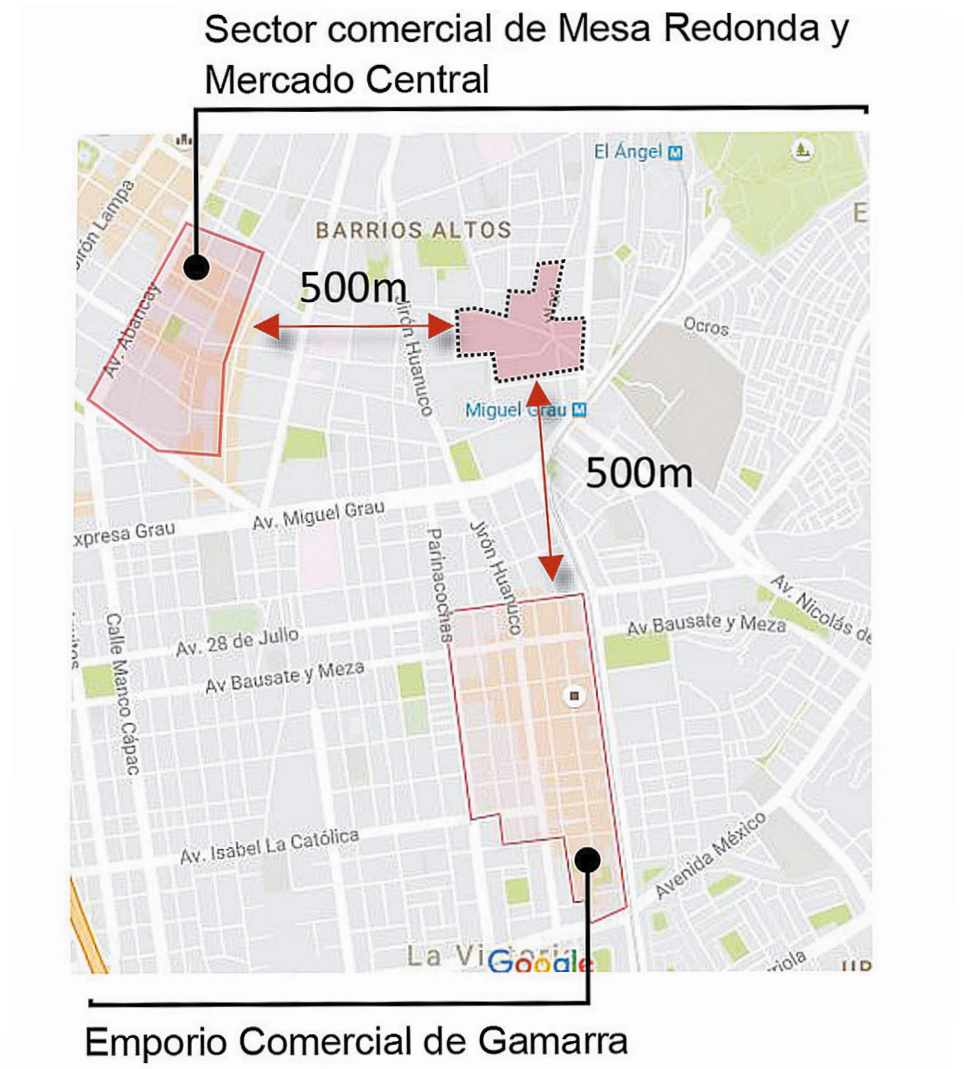 Sector comercial de Mesa Redonda y
Mercado Central
El Ángel M
Jirón Lampa
BARRIOS ALTOS
E
500m
Av. Abancay
Jirón Huanuco
Ocros
Miguel Grau M
500m
xpresa Grau
Av. Miguel Grau
Parinacochas
Jirón Huanuco
Av. Nicolás de
Calle Manco Cápac
Av. 28 de Julio
Av Bausate y Meza
Av Bausate y Meza
Av. Isabel La Católica
Avenida México
La Victoria
Google
riola
Emporio Comercial de Gamarra